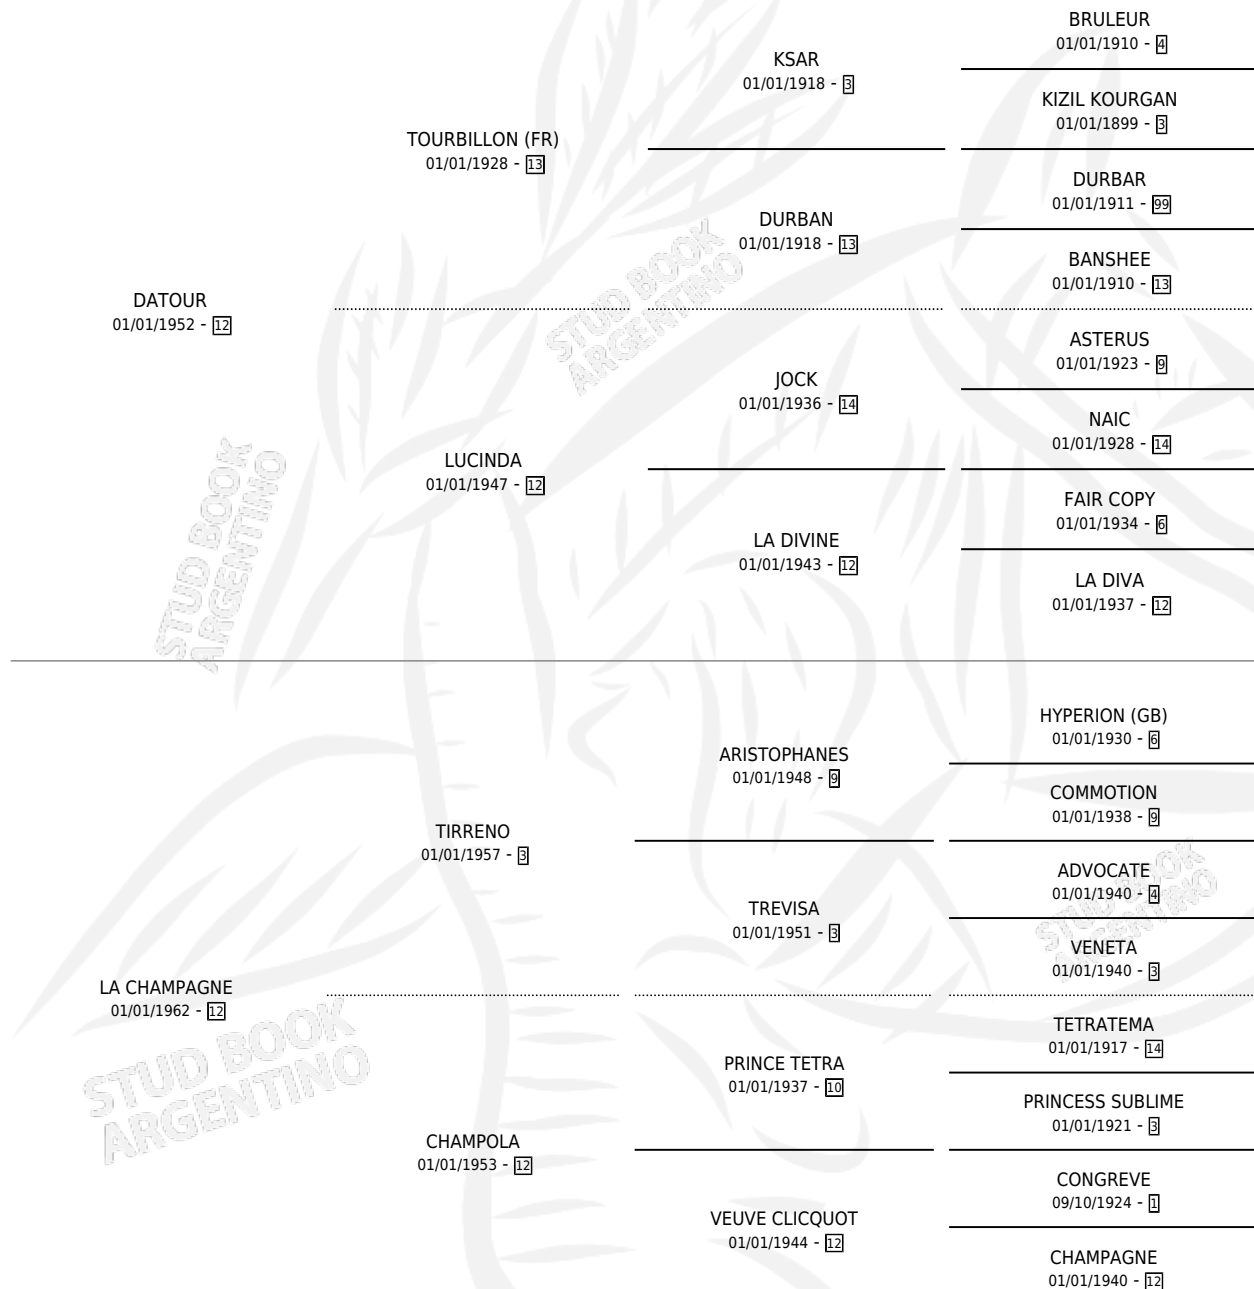 BRULEUR
01/01/1910 - 4
KSAR
01/01/1918 - 3
KIZIL KOURGAN
01/01/1899 - 3
TOURBILLON (FR)
01/01/1928 - 13
DURBAR
01/01/1911 - 99
DURBAN
01/01/1918 - 13
BANSHEE
01/01/1910 - 13
DATOUR
01/01/1952 - 12
ASTERUS
01/01/1923 - 9
JOCK
01/01/1936 - 14
NAIC
01/01/1928 - 14
LUCINDA
01/01/1947 - 12
FAIR COPY
01/01/1934 - 6
LA DIVINE
01/01/1943 - 12
LA DIVA
01/01/1937 - 12
HYPERION (GB)
01/01/1930 - 6
ARISTOPHANES
01/01/1948 - 9
COMMOTION
01/01/1938 - 9
TIRRENO
01/01/1957 - 3
ADVOCATE
01/01/1940 - 4
TREVISA
01/01/1951 - 3
VENETA
01/01/1940 - 3
LA CHAMPAGNE
01/01/1962 - 12
TETRATEMA
01/01/1917 - 14
PRINCE TETRA
01/01/1937 - 10
PRINCESS SUBLIME
01/01/1921 - 3
CHAMPOLA
01/01/1953 - 12
CONGREVE
09/10/1924 - 1
VEUVE CLICQUOT
01/01/1944 - 12
CHAMPAGNE
01/01/1940 - 12
STUD BOOK
ARGENTINO
STUD BOOK
ARGENTINO
STUD BOOK
ARGENTINO
STUD BOOK
ARGENTINO